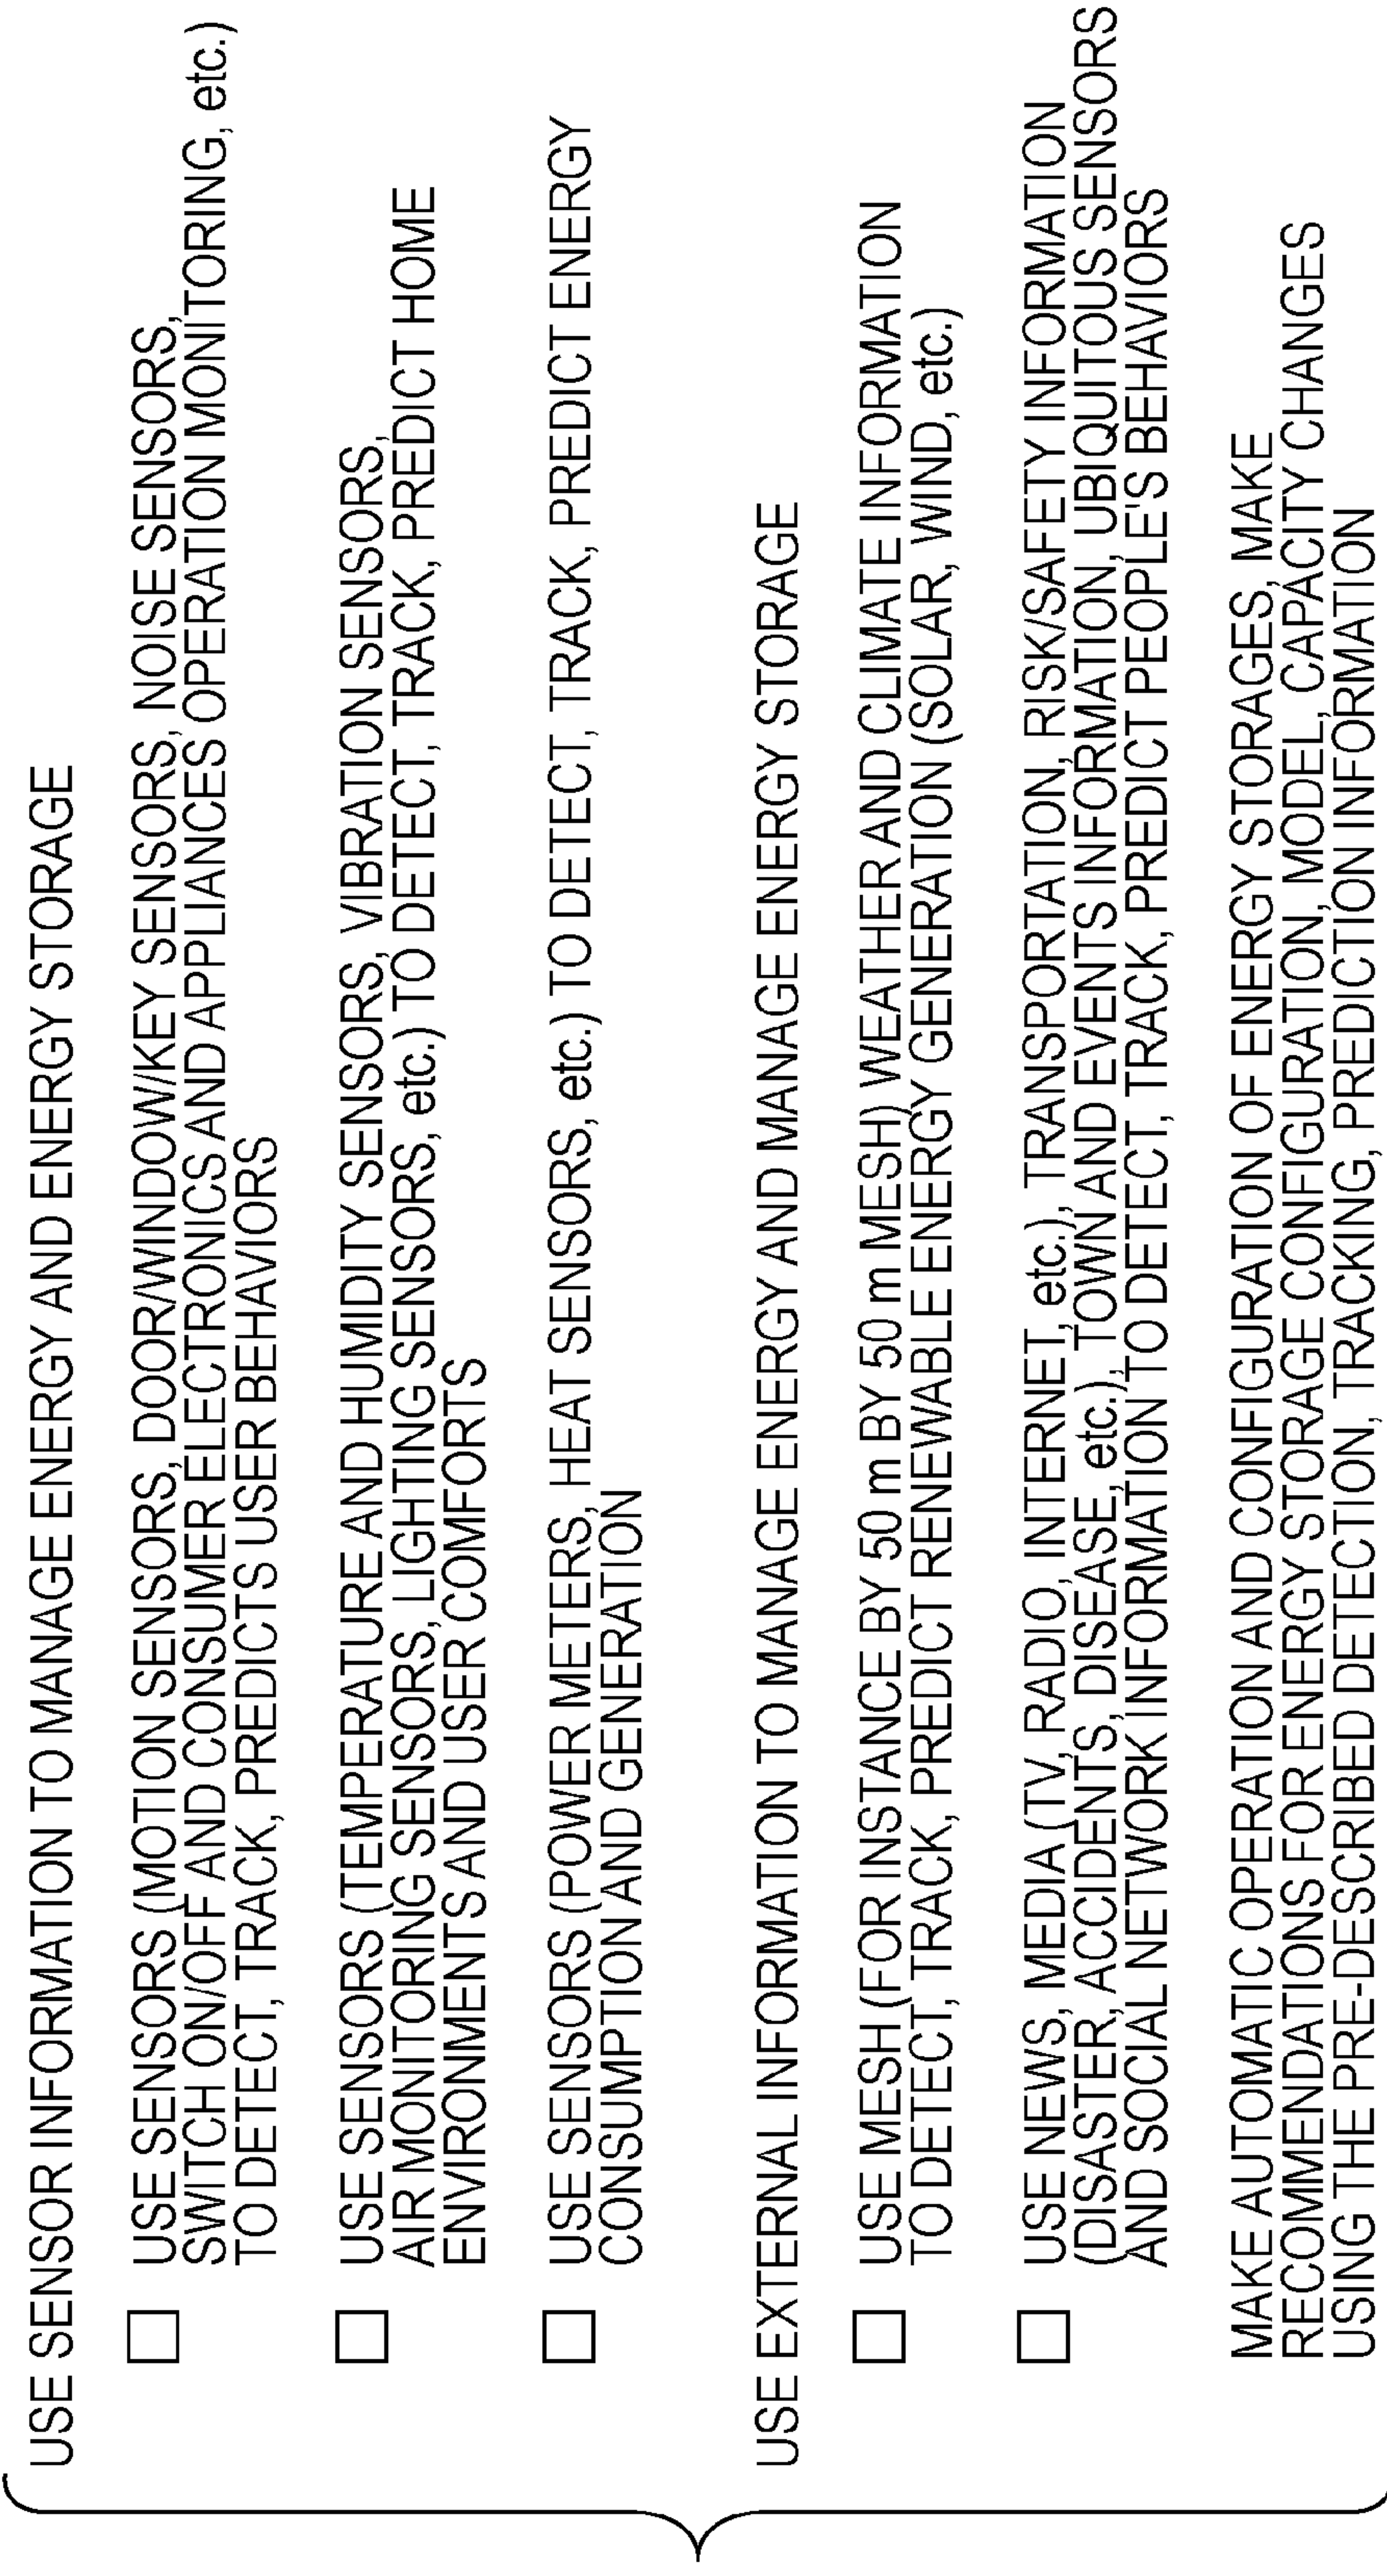 USE SENSOR INFORMATION TO MANAGE ENERGY AND ENERGY STORAGE
USE SENSORS (MOTION SENSORS, DOOR/WINDOW/KEY SENSORS, NOISE SENSORS,
SWITCH ON/OFF AND CONSUMER ELECTRONICS AND APPLIANCES OPERATION MONITORING, etc.)
TO DETECT, TRACK, PREDICTS USER BEHAVIORS
USE SENSORS (TEMPERATURE AND HUMIDITY SENSORS, VIBRATION SENSORS,
AIR MONITORING SENSORS, LIGHTING SENSORS, etc.) TO DETECT, TRACK, PREDICT HOME
ENVIRONMENTS AND USER COMFORTS
USE SENSORS (POWER METERS, HEAT SENSORS, etc.) TO DETECT, TRACK, PREDICT ENERGY
CONSUMPTION AND GENERATION
USE EXTERNAL INFORMATION TO MANAGE ENERGY AND MANAGE ENERGY STORAGE
USE MESH (FOR INSTANCE BY 50 m BY 50 m MESH) WEATHER AND CLIMATE INFORMATION
TO DETECT, TRACK, PREDICT RENEWABLE ENERGY GENERATION (SOLAR, WIND, etc.)
USE NEWS, MEDIA (TV, RADIO, INTERNET, etc.), TRANSPORTATION, RISK/SAFETY INFORMATION
(DISASTER, ACCIDENTS, DISEASE, etc.), TOWN AND EVENTS INFORMATION, UBIQUITOUS SENSORS
AND SOCIAL NETWORK INFORMATION TO DETECT, TRACK, PREDICT PEOPLE'S BEHAVIORS
MAKE AUTOMATIC OPERATION AND CONFIGURATION OF ENERGY STORAGES, MAKE
RECOMMENDATIONS FOR ENERGY STORAGE CONFIGURATION, MODEL, CAPACITY CHANGES
USING THE PRE-DESCRIBED DETECTION, TRACKING, PREDICTION INFORMATION